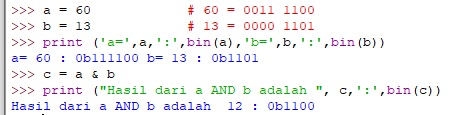 >>> a = 60 # 60 = 0011 1100
>>> b = 13 # 13 = 0000 1101
>>> print ('a=',a,':',bin(a),'b=',b,':',bin(b))
a= 60 : 0b111100 b= 13 : 0b1101
>>> c = a & b
>>> print ("Hasil dari a AND b adalah ", c,':',bin(c))
Hasil dari a AND b adalah  12 : 0b1100